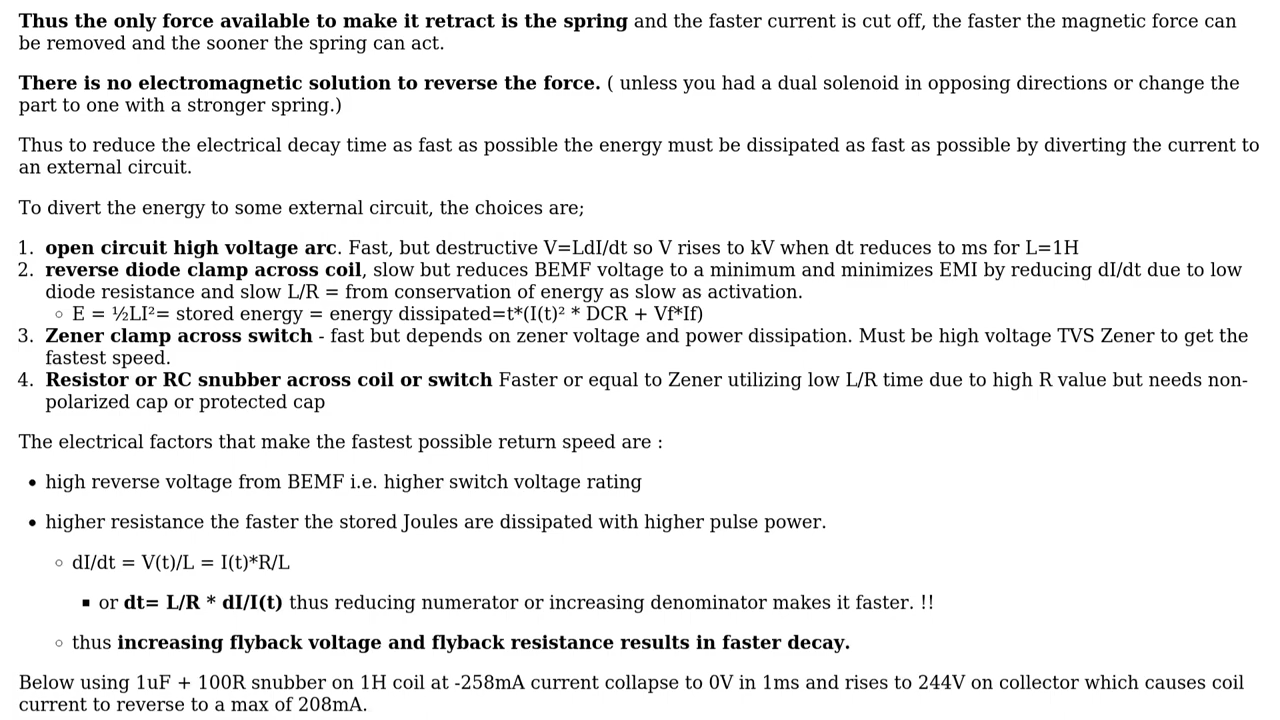 Thus the only force available to make it retract is the spring and the faster current is cut off, the faster the magnetic force can
be removed and the sooner the spring can act.
There is no electromagnetic solution to reverse the force. ( unless you had a dual solenoid in opposing directions or change the
part to one with a stronger spring.)
Thus to reduce the electrical decay time as fast as possible the energy must be dissipated as fast as possible by diverting the current to
an external circuit.
To divert the energy to some external circuit, the choices are;
1. open circuit high voltage arc. Fast, but destructive V=LdI/dt so V rises to kV when dt reduces to ms for L=1H
2. reverse diode clamp across coil, slow but reduces BEMF voltage to a minimum and minimizes EMI by reducing dI/dt due to low
diode resistance and slow L/R = from conservation of energy as slow as activation.
◦ E = ½LI²= stored energy = energy dissipated=t*(I(t)² * DCR + Vf*If)
3. Zener clamp across switch - fast but depends on zener voltage and power dissipation. Must be high voltage TVS Zener to get the
fastest speed.
4. Resistor or RC snubber across coil or switch Faster or equal to Zener utilizing low L/R time due to high R value but needs non-
polarized cap or protected cap
The electrical factors that make the fastest possible return speed are :
• high reverse voltage from BEMF i.e. higher switch voltage rating
• higher resistance the faster the stored Joules are dissipated with higher pulse power.
◦ dI/dt = V(t)/L = I(t)*R/L
▪ or dt= L/R * dI/I(t) thus reducing numerator or increasing denominator makes it faster. !!
◦ thus increasing flyback voltage and flyback resistance results in faster decay.
Below using 1uF + 100R snubber on 1H coil at -258mA current collapse to 0V in 1ms and rises to 244V on collector which causes coil
current to reverse to a max of 208mA.